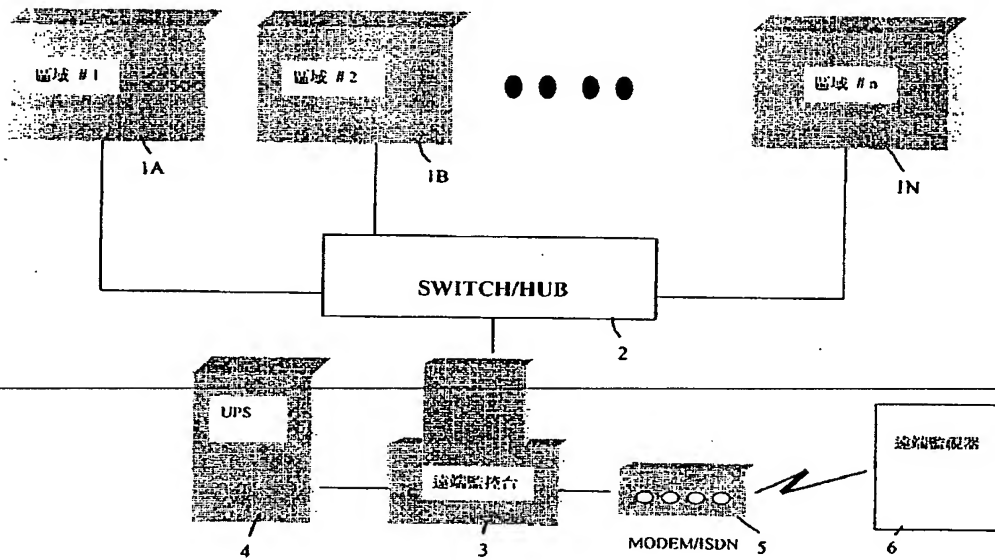 區域 #1
區域 #2
區域 #n
1A
1B
1N
SWITCH/HUB
2
UPS
遠端監控台
遠端監視器
4
3
MODEM/ISDN
5
6